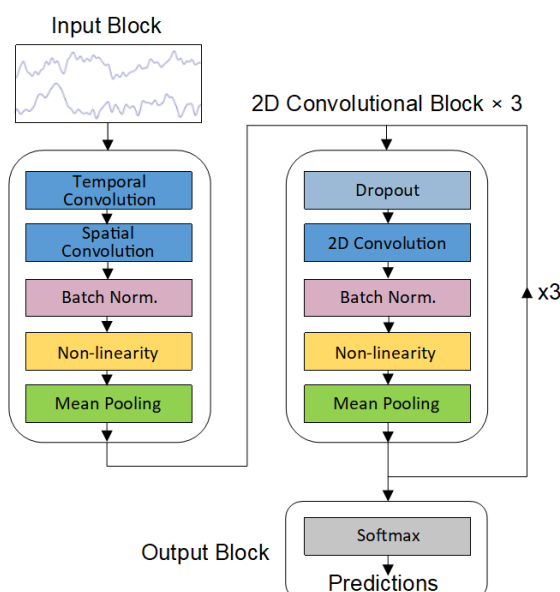 Input Block
Temporal
Convolution
Spatial
Convolution
Batch Norm.
Non-linearity
Mean Pooling
2D Convolutional Block × 3
Dropout
2D Convolution
Batch Norm.
Non-linearity
Mean Pooling
x3
Output Block
Softmax
Predictions